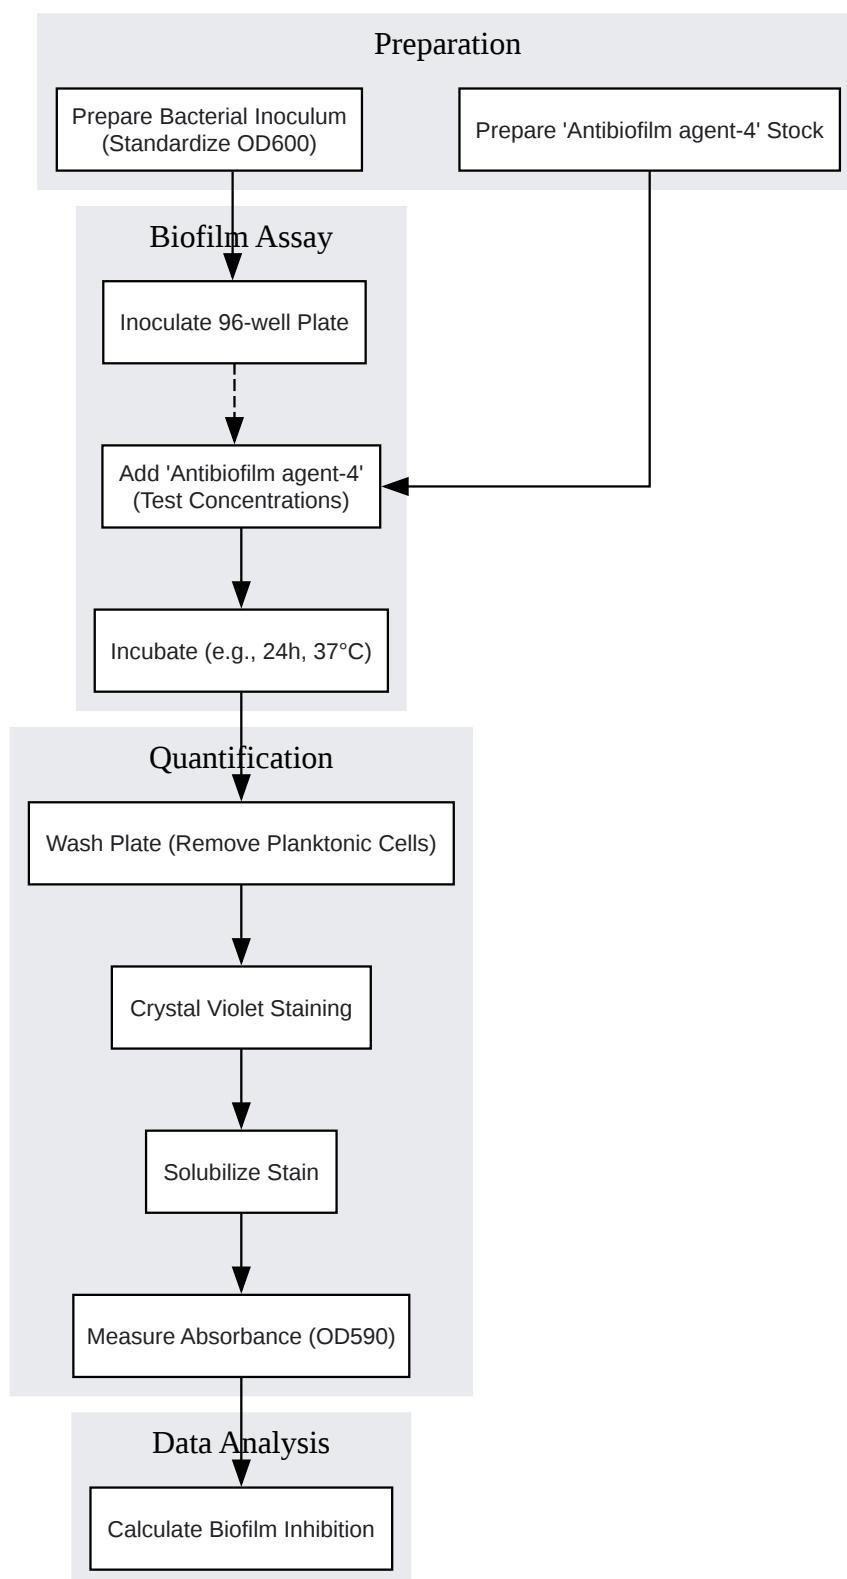 Preparation
Prepare Bacterial Inoculum
(Standardize OD600)
Prepare 'Antibiofilm agent-4' Stock
Biofilm Assay
Inoculate 96-well Plate
Add 'Antibiofilm agent-4'
(Test Concentrations)
Incubate (e.g., 24h, 37°C)
Quantification
Wash Plate (Remove Planktonic Cells)
Crystal Violet Staining
Solubilize Stain
Measure Absorbance (OD590)
Data Analysis
Calculate Biofilm Inhibition